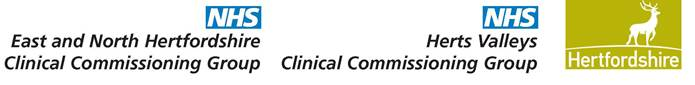 NHS
East and North Hertfordshire
Clinical Commissioning Group
NHS
Herts Valleys
Clinical Commissioning Group
Hertfordshire